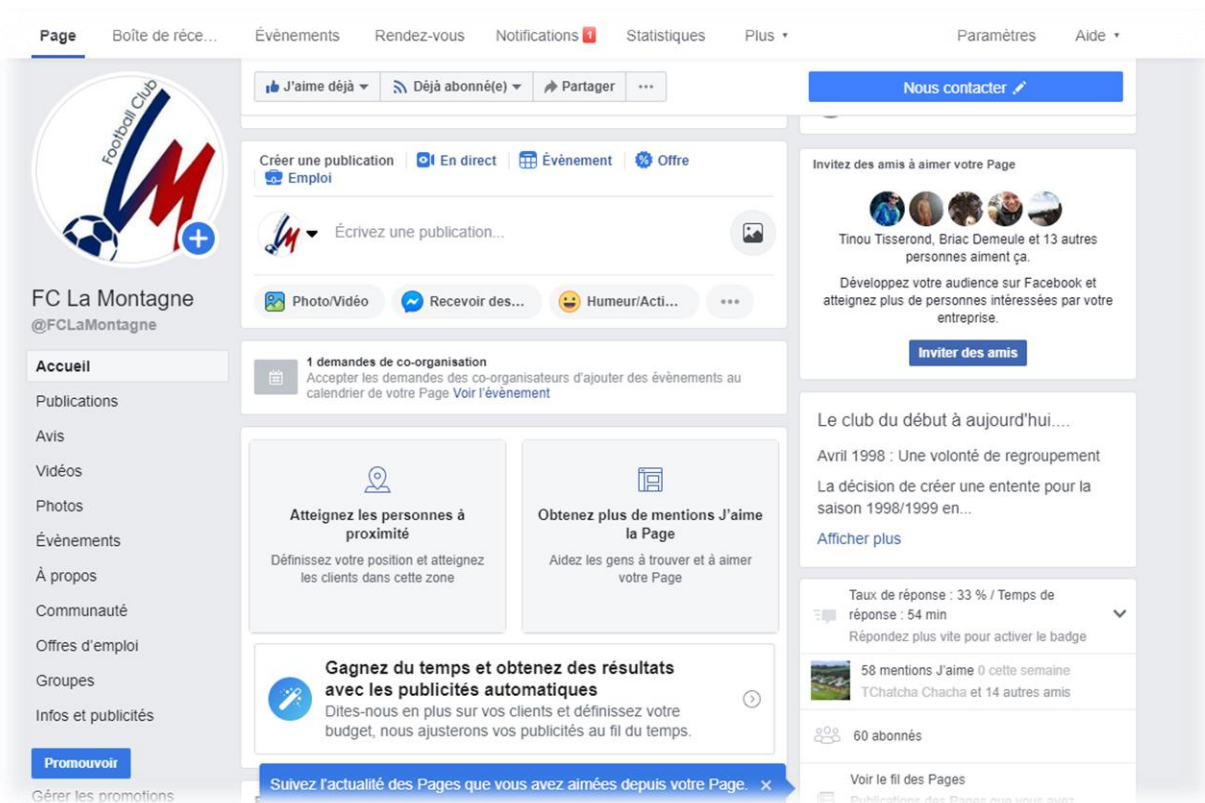 Page Boîte de réce... Évènements Rendez-vous Notifications 1 Statistiques Plus Paramètres Aide
Football Club
LM
FC La Montagne
@FCLaMontagne
Accueil
Publications
Avis
Vidéos
Photos
Évènements
À propos
Communauté
Offres d'emploi
Groupes
Infos et publicités
Promouvoir
Gérer les promotions
J'aime déjà Déjà abonné(e) Partager ...
Nous contacter
Créer une publication En direct Évènement Offre
Emploi
Écrivez une publication...
Photo/Vidéo Recevoir des... Humeur/Acti... ...
1 demandes de co-organisation
Accepter les demandes des co-organisateurs d'ajouter des évènements au
calendrier de votre Page Voir l'évènement
Atteignez les personnes à
proximité
Définissez votre position et atteignez
les clients dans cette zone
Obtenez plus de mentions J'aime
la Page
Aidez les gens à trouver et à aimer
votre Page
Gagnez du temps et obtenez des résultats
avec les publicités automatiques
Dites-nous en plus sur vos clients et définissez votre
budget, nous ajusterons vos publicités au fil du temps.
Suivez l'actualité des Pages que vous avez aimées depuis votre Page. ×
Invitez des amis à aimer votre Page
Tinou Tisserond, Briac Demeule et 13 autres
personnes aiment ça.
Développez votre audience sur Facebook et
atteignez plus de personnes intéressées par votre
entreprise.
Inviter des amis
Le club du début à aujourd'hui....
Avril 1998 : Une volonté de regroupement
La décision de créer une entente pour la
saison 1998/1999 en...
Afficher plus
Taux de réponse : 33 % / Temps de
réponse : 54 min
Répondez plus vite pour activer le badge
58 mentions J'aime 0 cette semaine
TChatcha Chacha et 14 autres amis
60 abonnés
Voir le fil des Pages
Publications des Pages que vous avez